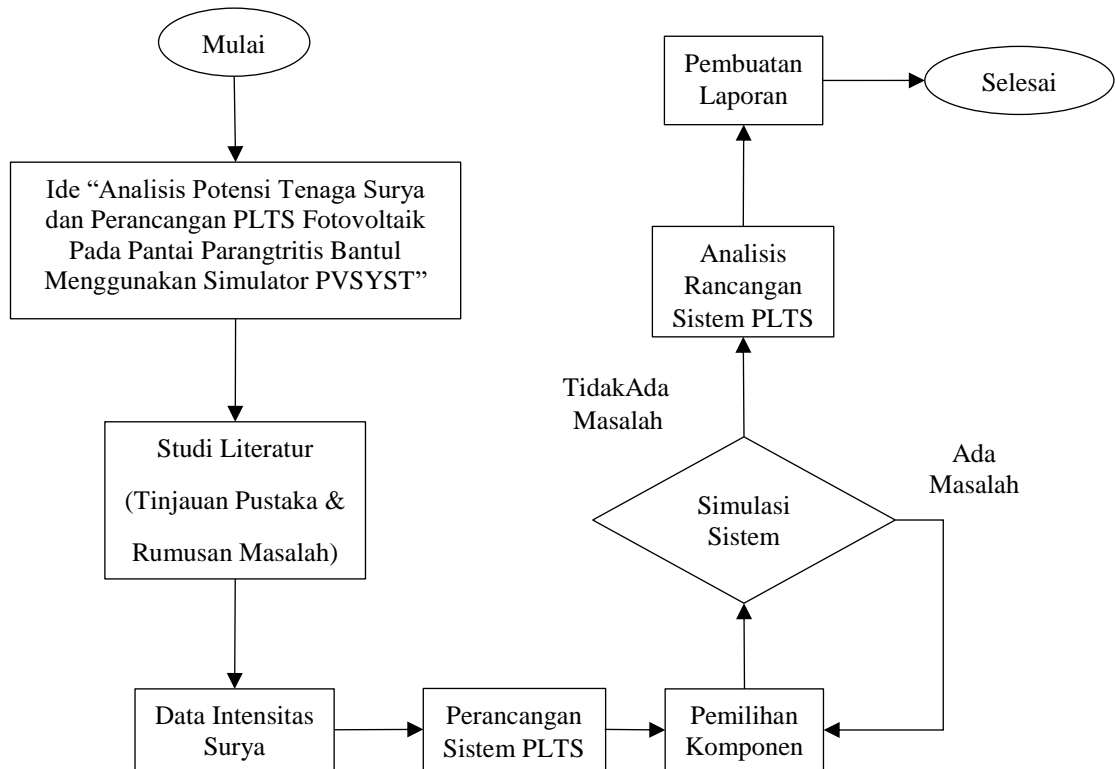 Mulai
Ide “Analisis Potensi Tenaga Surya
dan Perancangan PLTS Fotovoltaik
Pada Pantai Parangtritis Bantul
Menggunakan Simulator PVSYST”
Studi Literatur
(Tinjauan Pustaka &
Rumusan Masalah)
Data Intensitas
Surya
Perancangan
Sistem PLTS
Pemilihan
Komponen
Simulasi
Sistem
Ada
Masalah
TidakAda
Masalah
Analisis
Rancangan
Sistem PLTS
Pembuatan
Laporan
Selesai